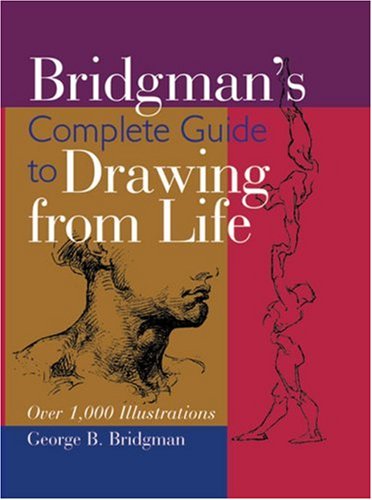 Bridgman's
Complete Guide
to Drawing
from Life
Over 1,000 Illustrations
George B. Bridgman